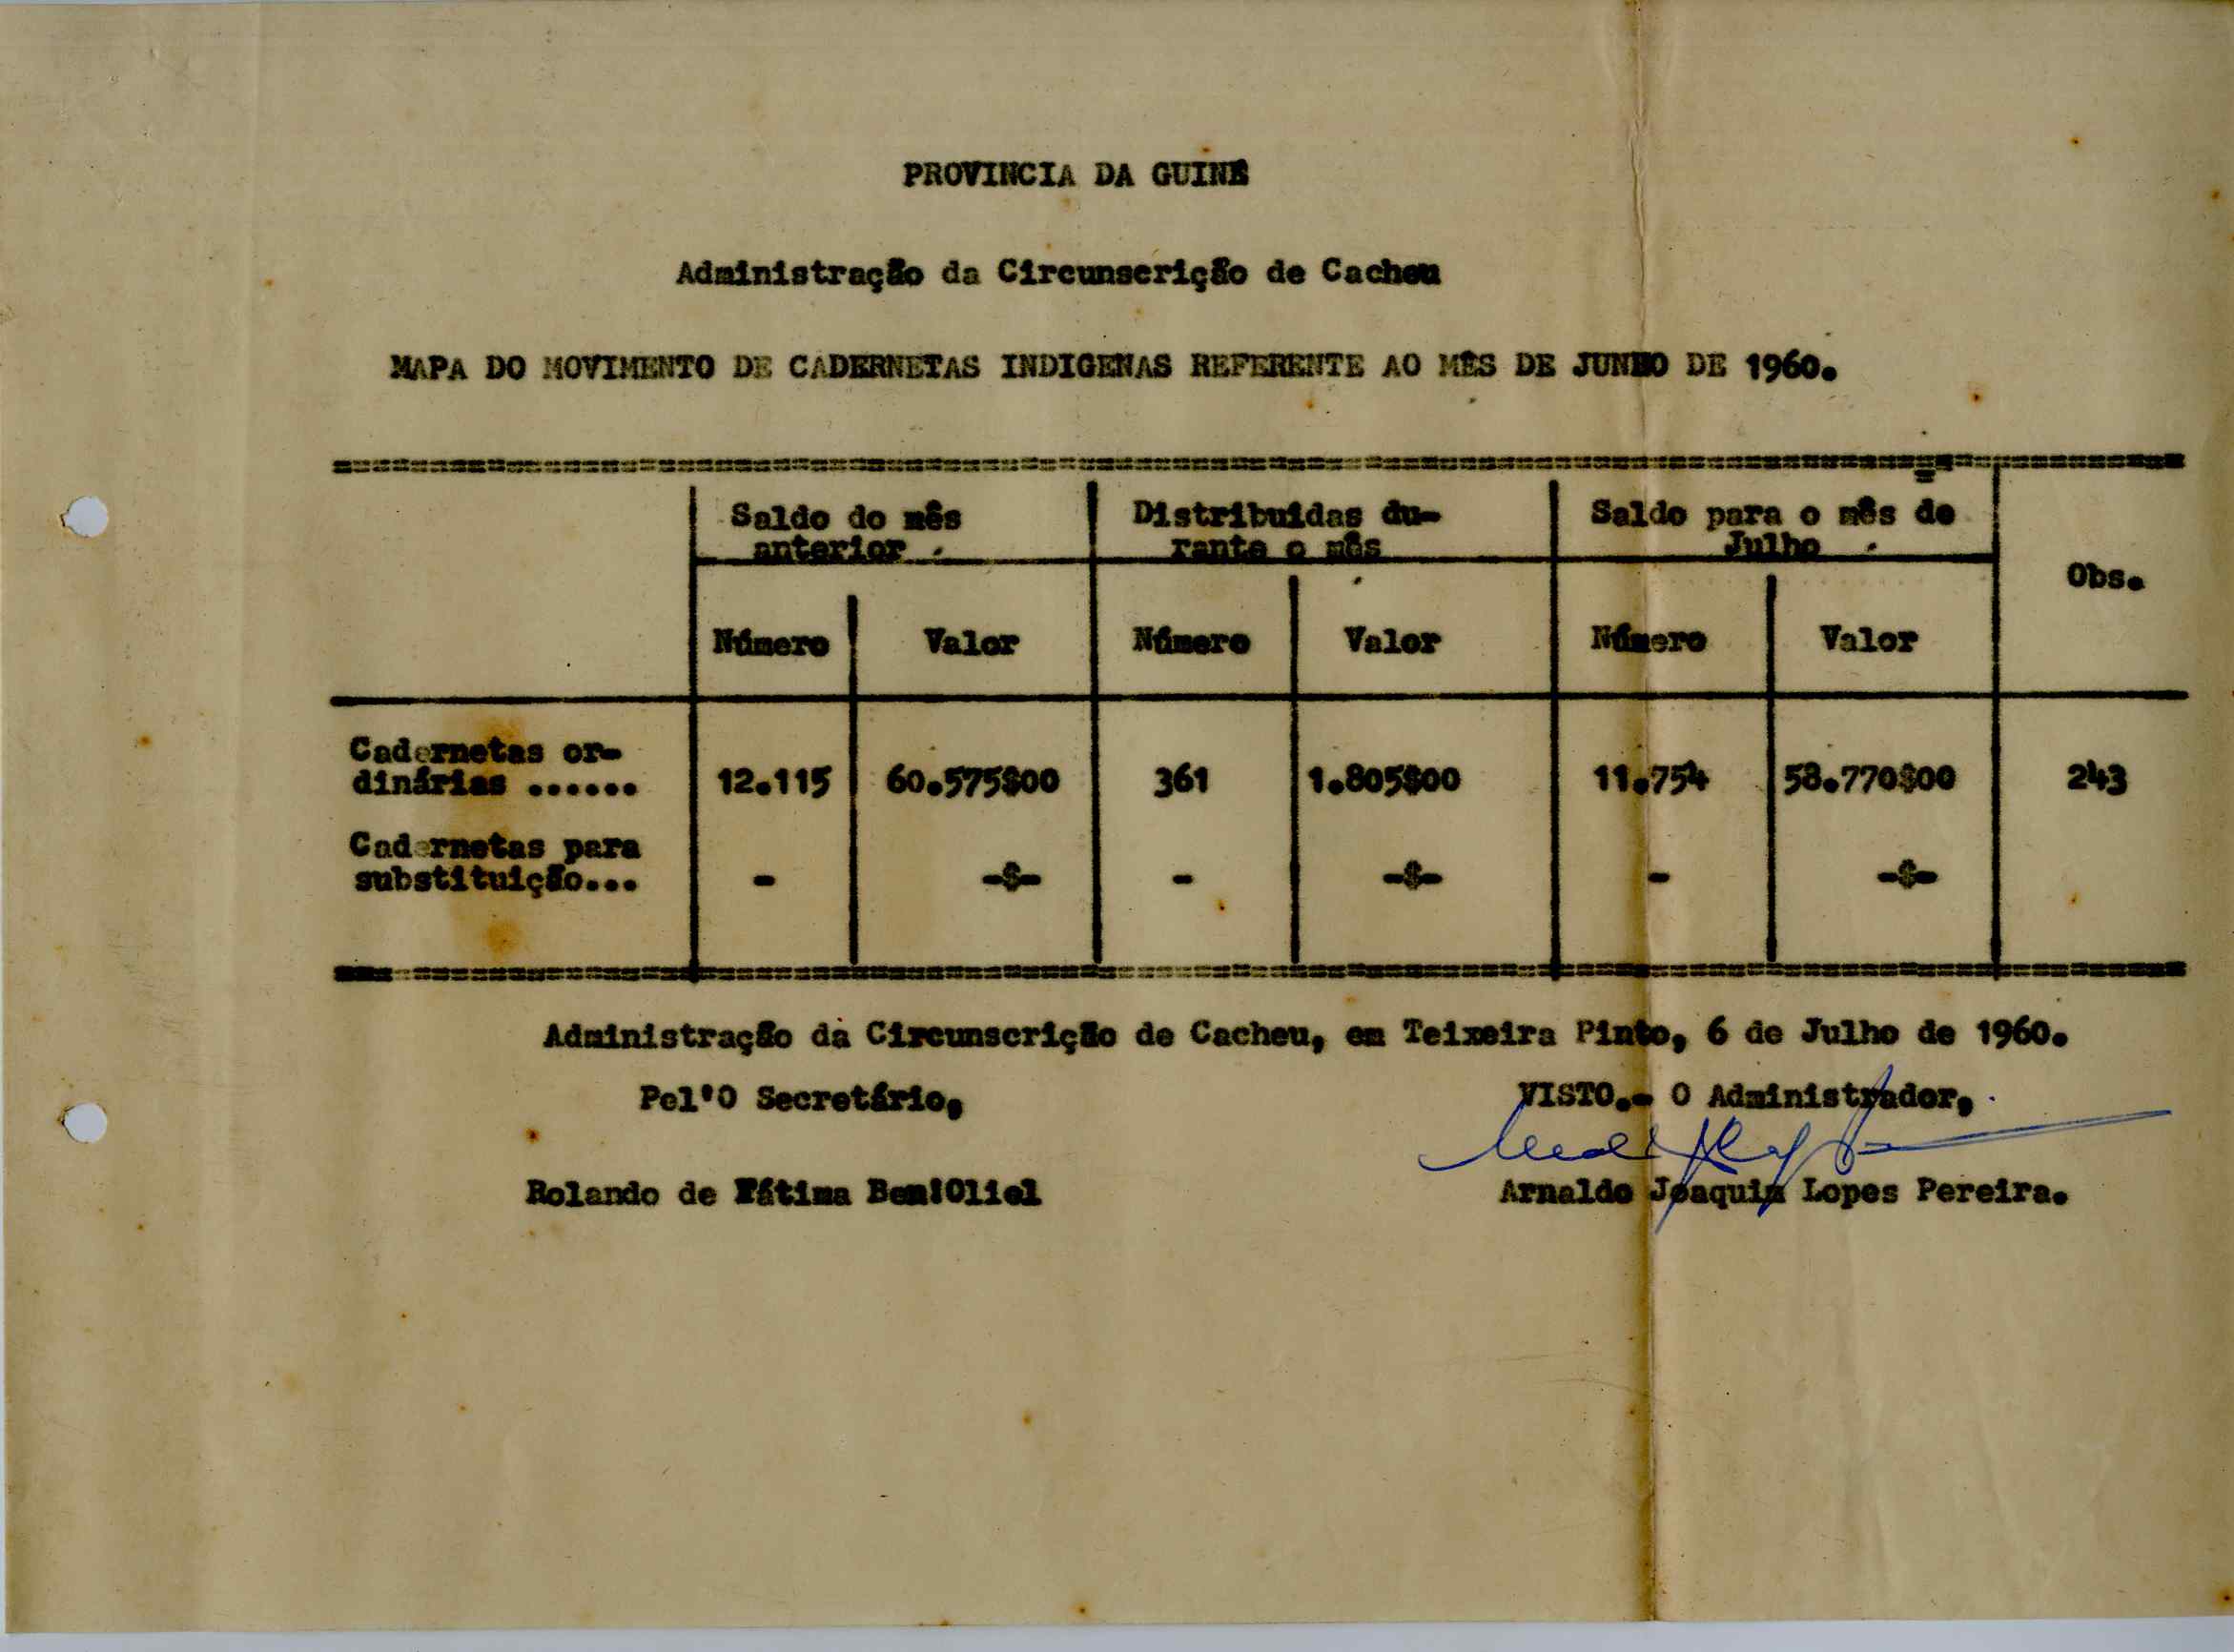 PROVINCIA DA GUINÉ
Administração da Circunscrição de Cacheu
MAPA DO MOVIMENTO DE CADERNETAS INDIGENAS REFERENTE AO MÊS DE JUNHO DE 1960.
Saldo do mês anterior
Distribuidas du-
rante o mês
Saldo para o mês de
Julho
Obs.
Número Valor Número Valor Número Valor
Cadernetas or-
dinárias ...... 12.115 60.575$00 361 1.805$00 11.754 58.770$00 243
Cadernetas para
substituição... - -$- - -$- - -$-
Administração da Circunscrição de Cacheu, em Teixeira Pinto, 6 de Julho de 1960.
Pel'O Secretário, VISTO.- O Administrador,
Rolando de Fátima Ben'Oliel Arnaldo Joaquim Lopes Pereira.